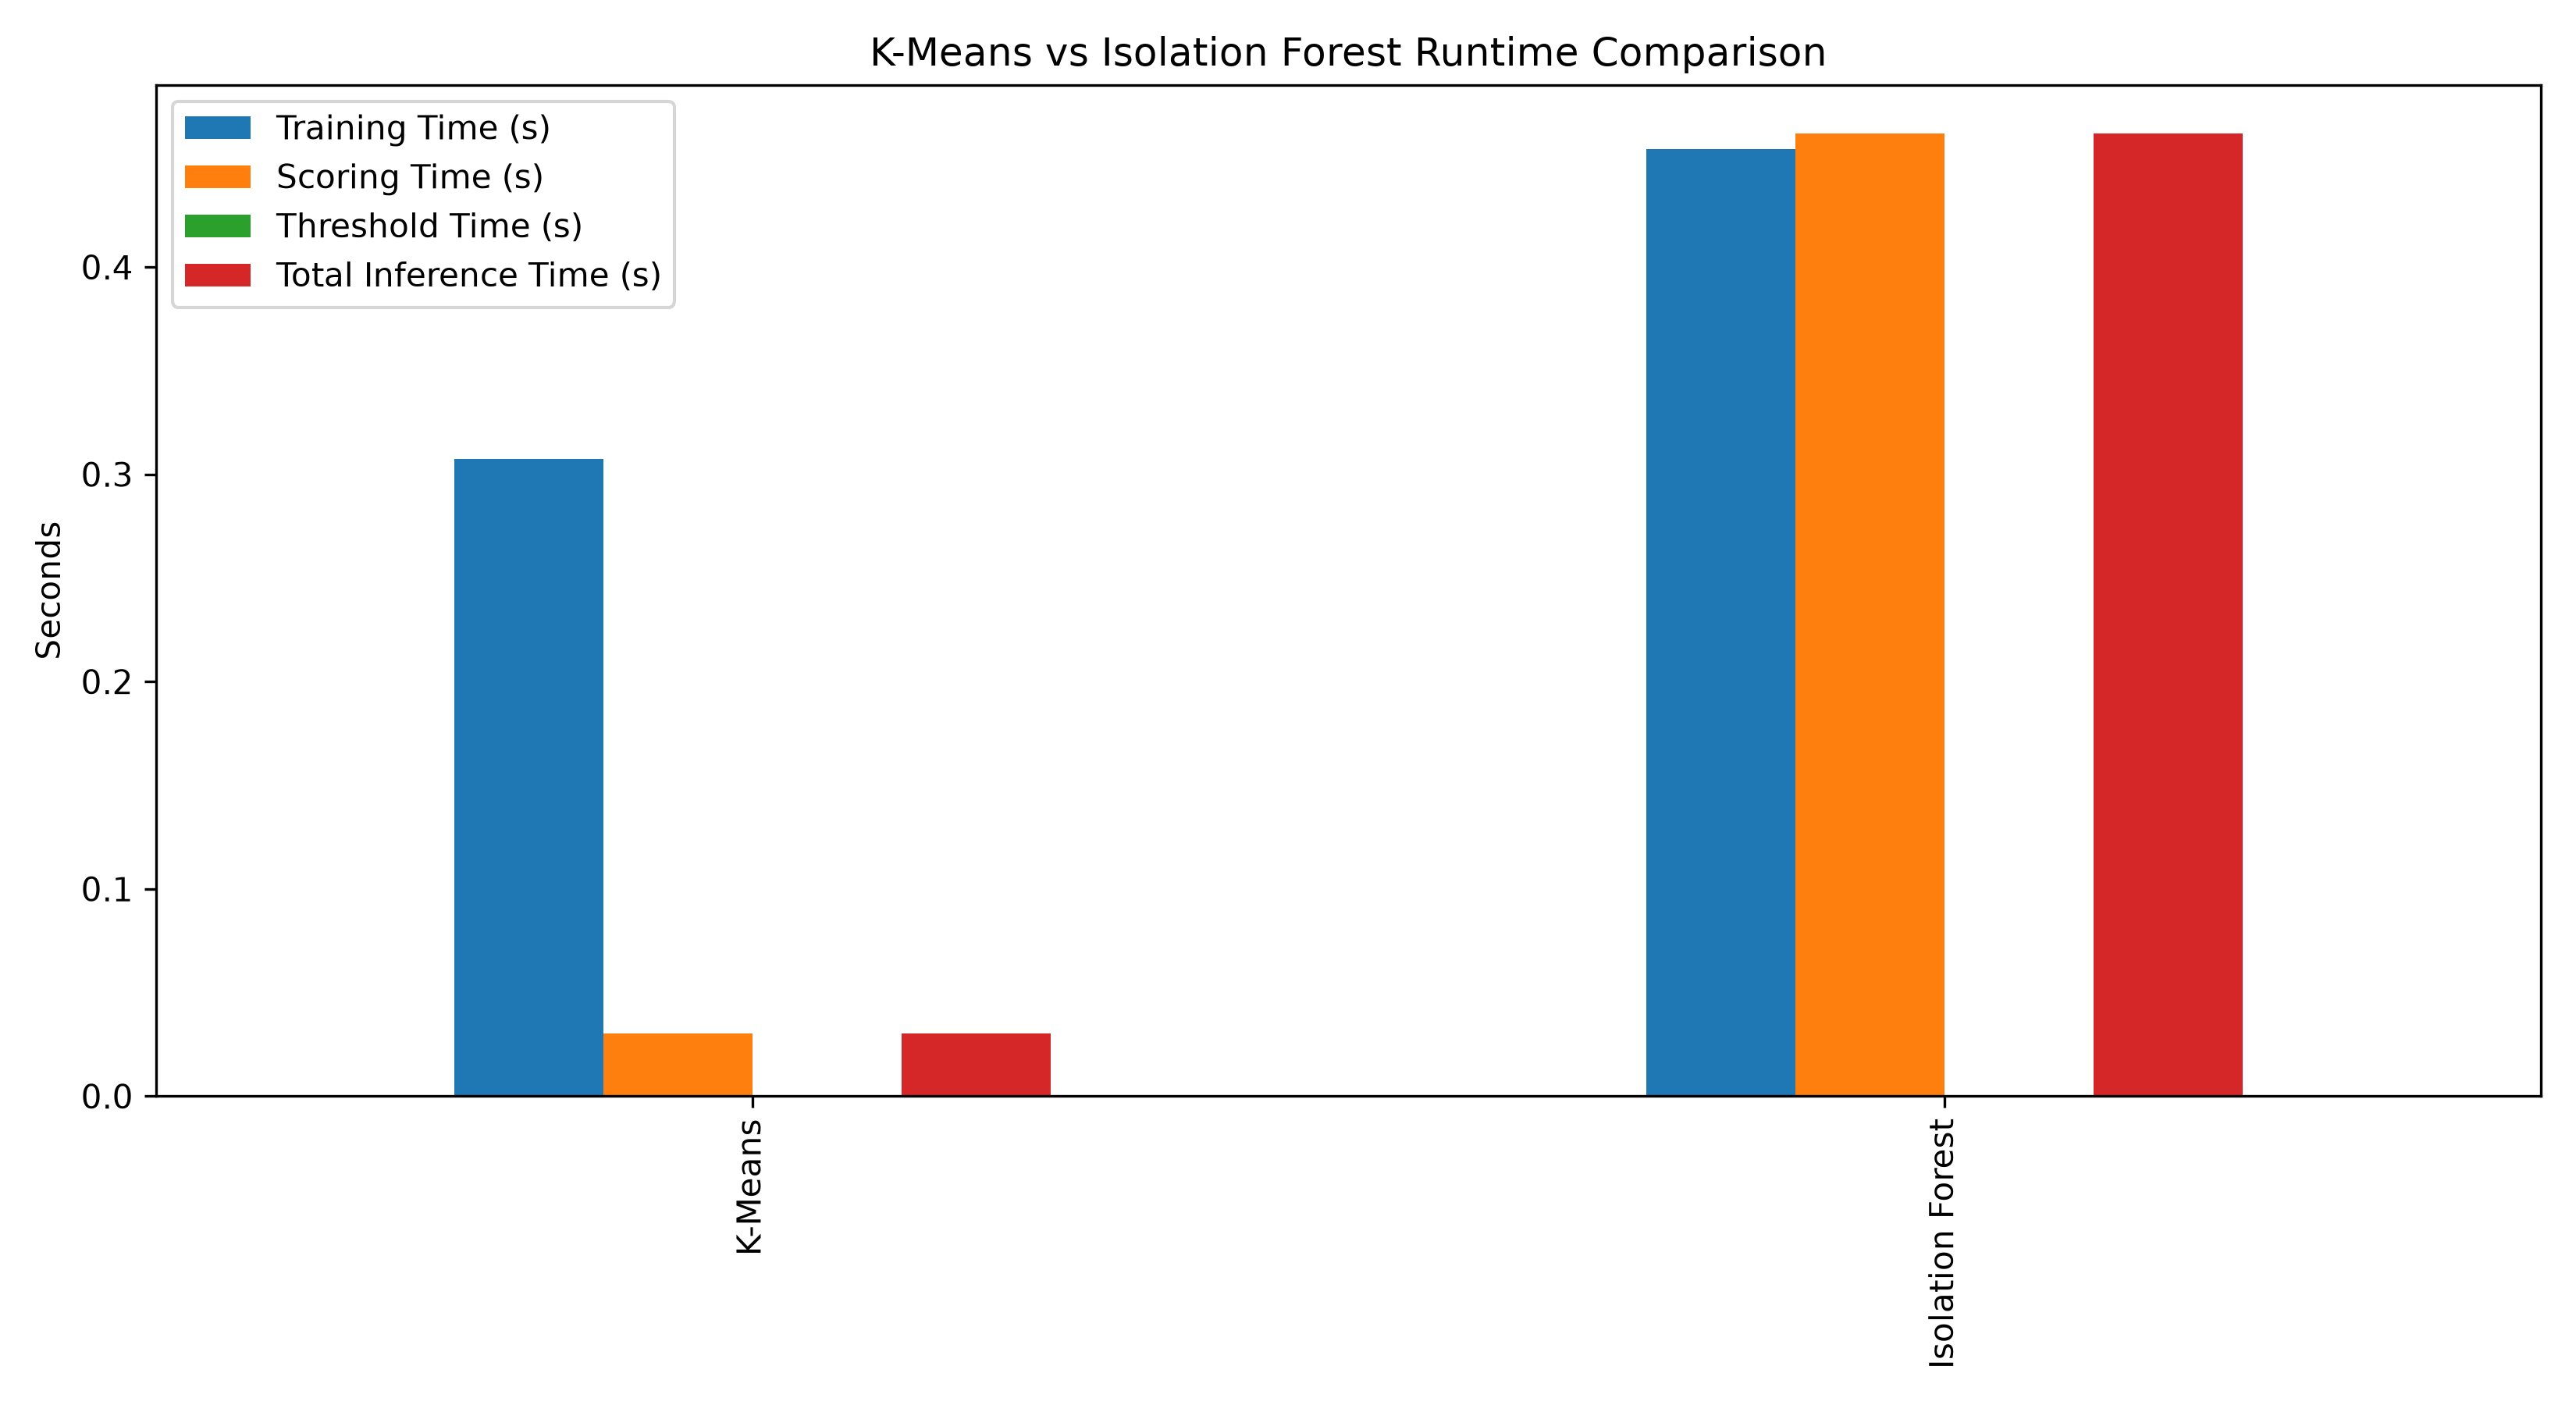 K-Means vs Isolation Forest Runtime Comparison
Training Time (s)
Scoring Time (s)
Threshold Time (s)
Total Inference Time (s)
Seconds
0.4
0.3
0.2
0.1
0.0
K-Means
Isolation Forest